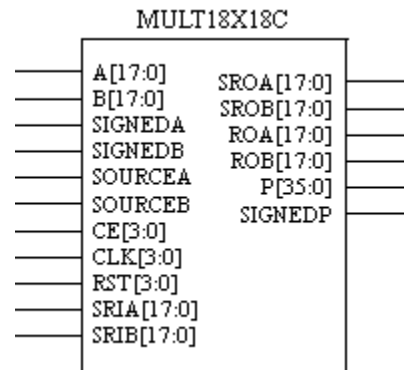 MULT18X18C
A[17:0]
B[17:0]
SIGNEDA
SIGNEDB
SOURCEA
SOURCEB
CE[3:0]
CLK[3:0]
RST[3:0]
SRIA[17:0]
SRIB[17:0]
SROA[17:0]
SROB[17:0]
ROA[17:0]
ROB[17:0]
P[35:0]
SIGNEDP